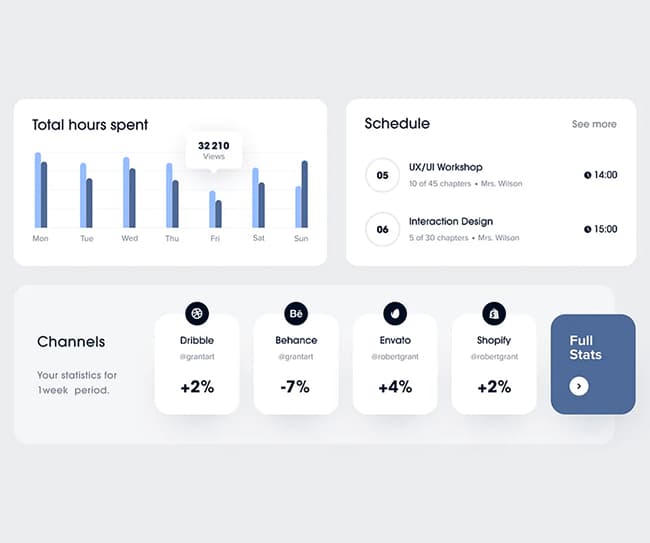 Total hours spent
32 210
Views
Mon Tue Wed Thu Fri Sat Sun
Schedule
See more
05
UX/UI Workshop
10 of 45 chapters • Mrs. Wilson
14:00
06
Interaction Design
5 of 30 chapters • Mrs. Wilson
15:00
Channels
Your statistics for
1week period.
Dribble
@grantart
+2%
Bē
Behance
@grantart
-7%
Envato
@robertgrant
+4%
Shopify
@robertgrant
+2%
Full
Stats